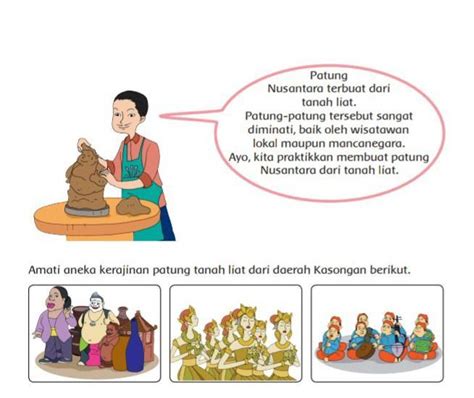 Patung
Nusantara terbuat dari
tanah liat.
Patung-patung tersebut sangat
diminati, baik oleh wisatawan
lokal maupun mancanegara.
Ayo, kita praktikkan membuat patung
Nusantara dari tanah liat.
Amati aneka kerajinan patung tanah liat dari daerah Kasongan berikut.